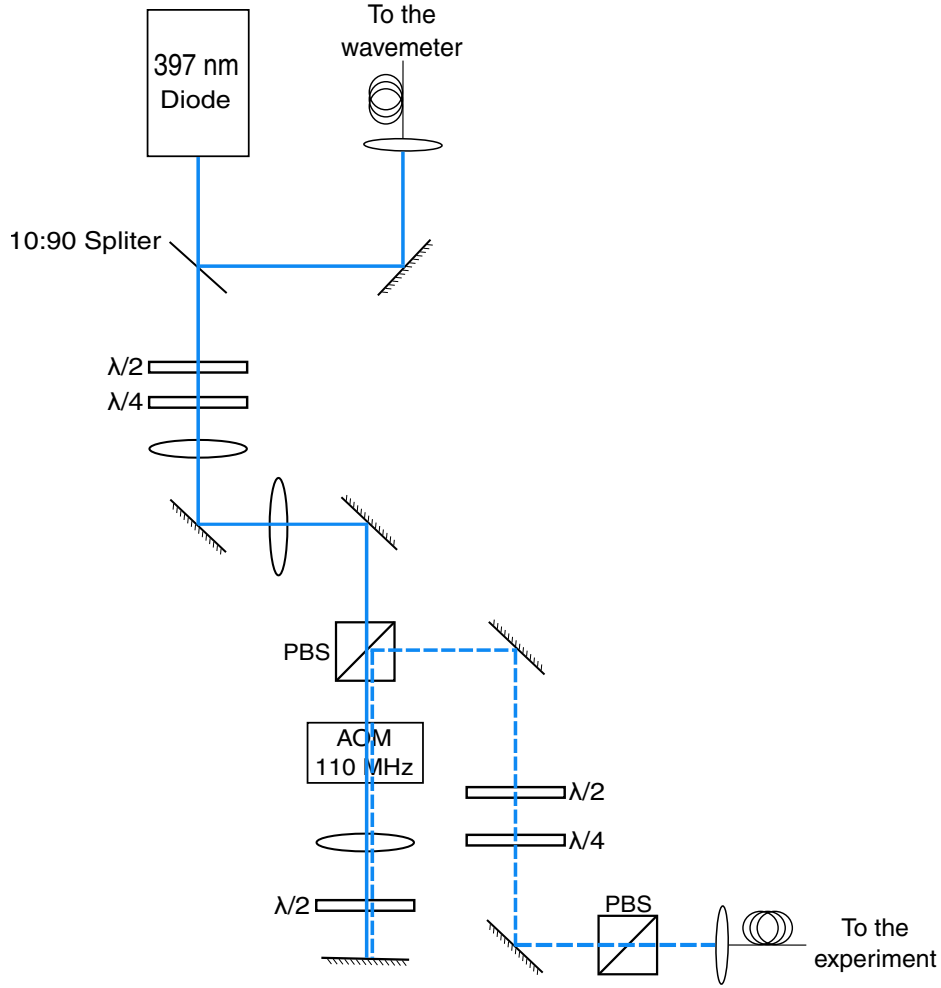 To the
wavemeter
397 nm
Diode
10:90 Spliter
λ/2
λ/4
PBS
AOM
110 MHz
λ/2
λ/4
λ/2
PBS
To the
experiment